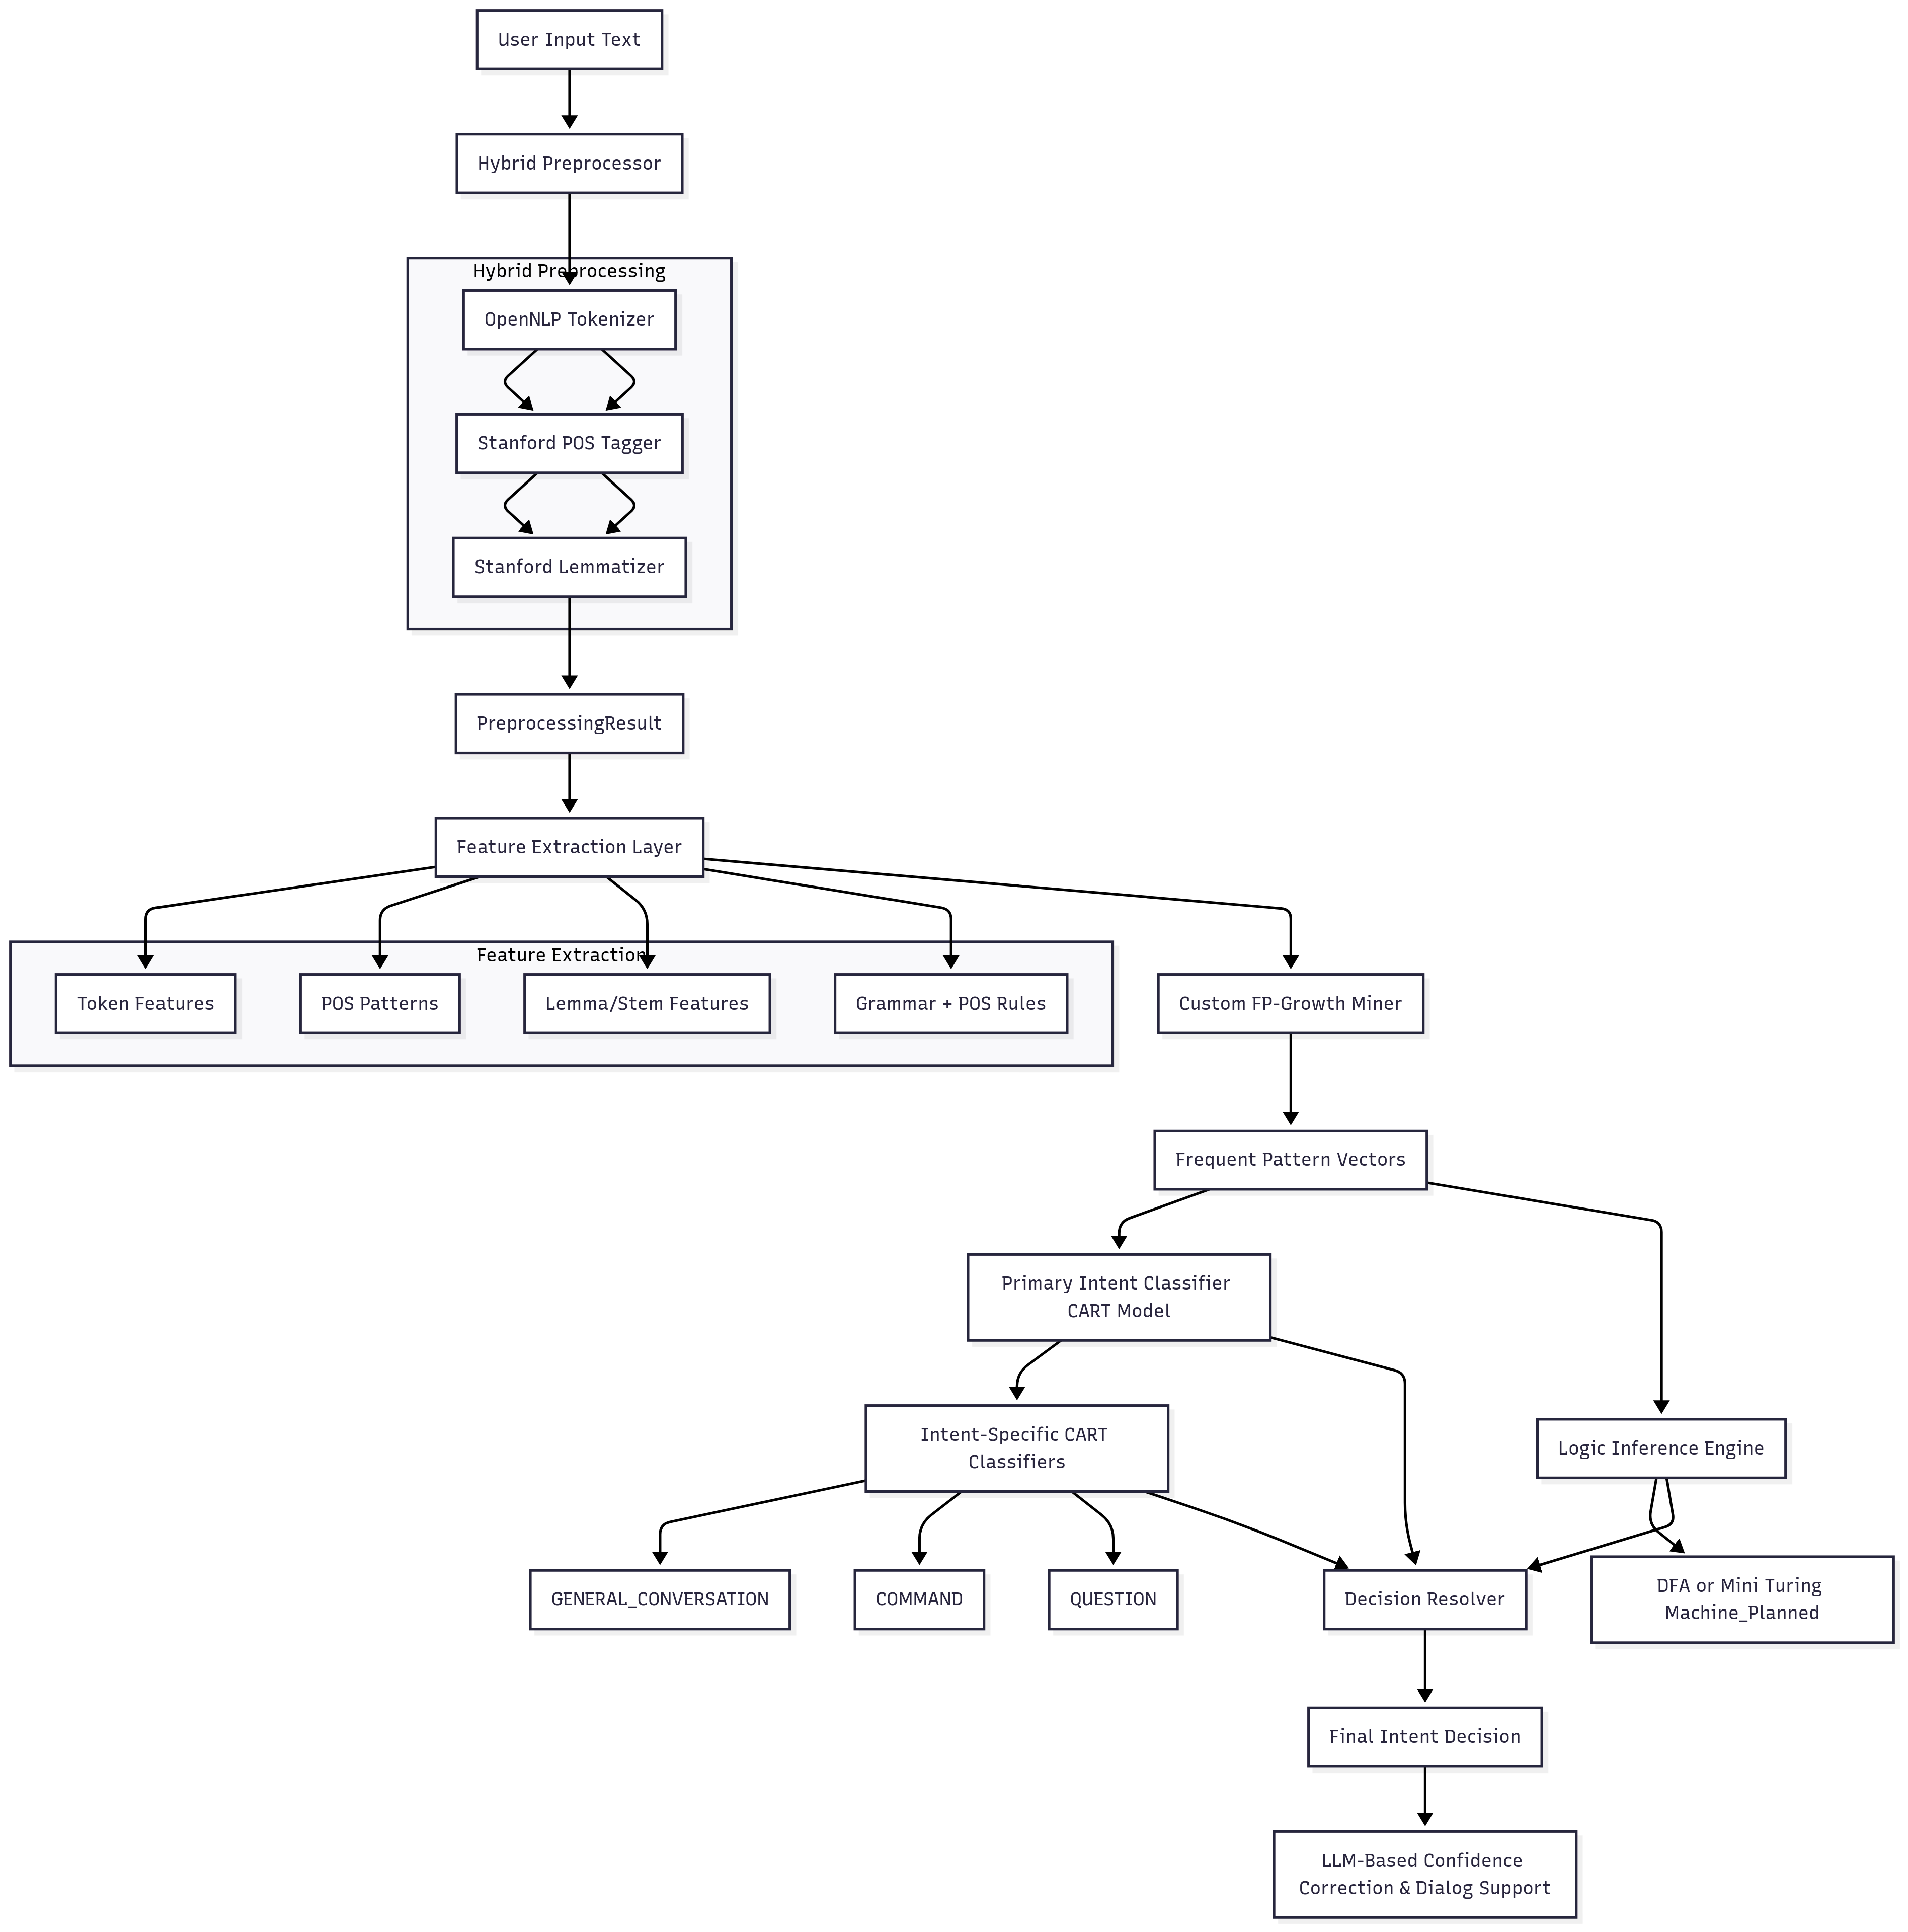 User Input Text
Hybrid Preprocessor
Hybrid Preprocessing
OpenNLP Tokenizer
Stanford POS Tagger
Stanford Lemmatizer
PreprocessingResult
Feature Extraction Layer
Feature Extraction
Token Features
POS Patterns
Lemma/Stem Features
Grammar + POS Rules
Custom FP-Growth Miner
Frequent Pattern Vectors
Primary Intent Classifier
CART Model
Intent-Specific CART
Classifiers
Logic Inference Engine
GENERAL_CONVERSATION
COMMAND
QUESTION
Decision Resolver
DFA or Mini Turing
Machine_Planned
Final Intent Decision
LLM-Based Confidence
Correction & Dialog Support